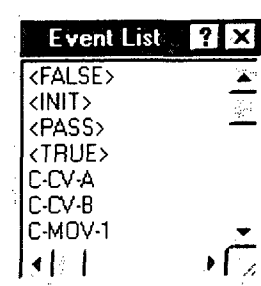 Event List ? X
<FALSE>
<INIT>
<PASS>
<TRUE>
C-CV-A
C-CV-B
C-MOV-1